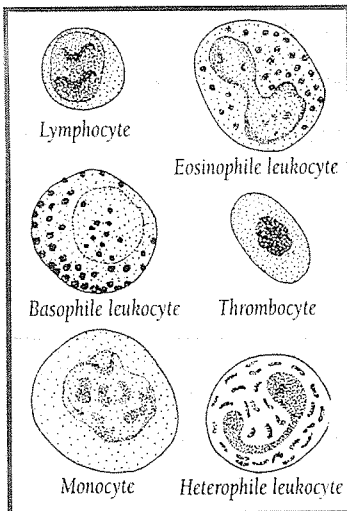 Lymphocyte
Eosinophile leukocyte
Basophile leukocyte
Thrombocyte
Monocyte
Heterophile leukocyte